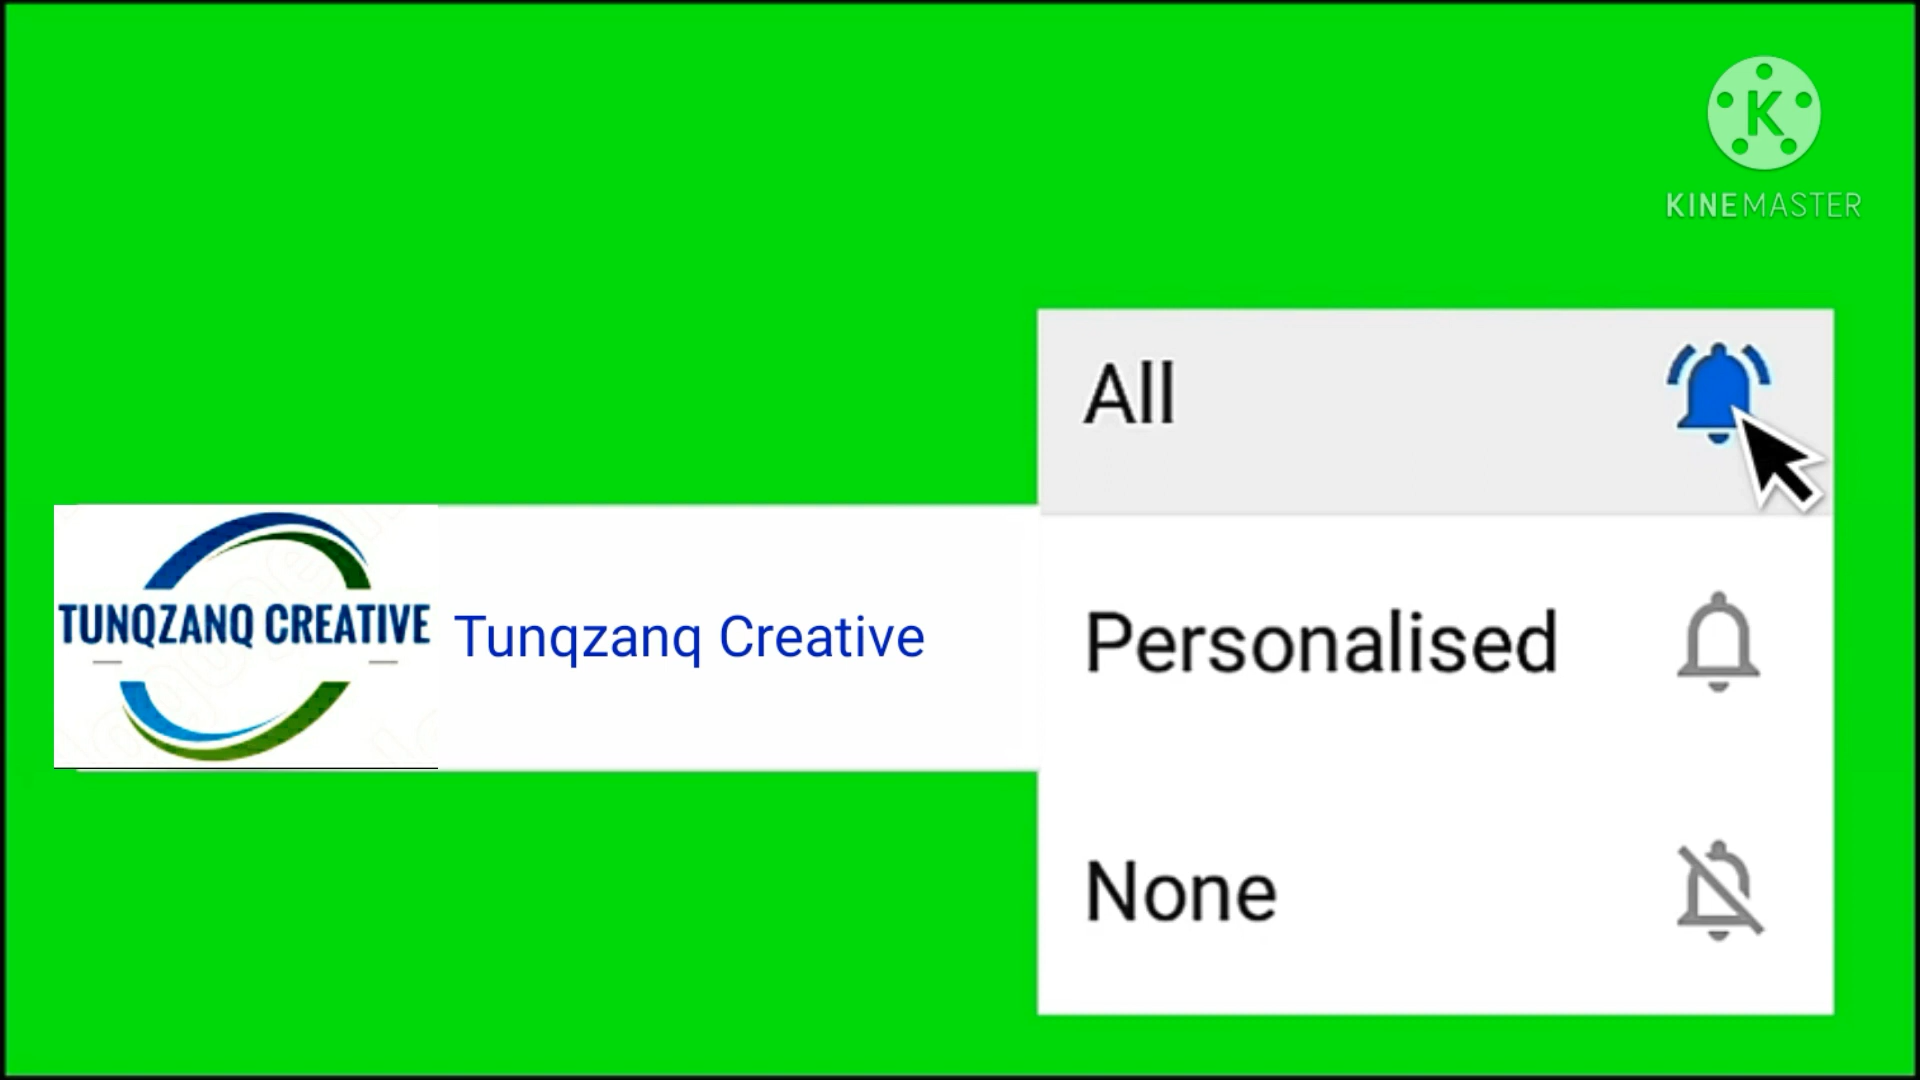 K
KINEMASTER
All
TUNQZANQ CREATIVE
Tunqzanq Creative
Personalised
None